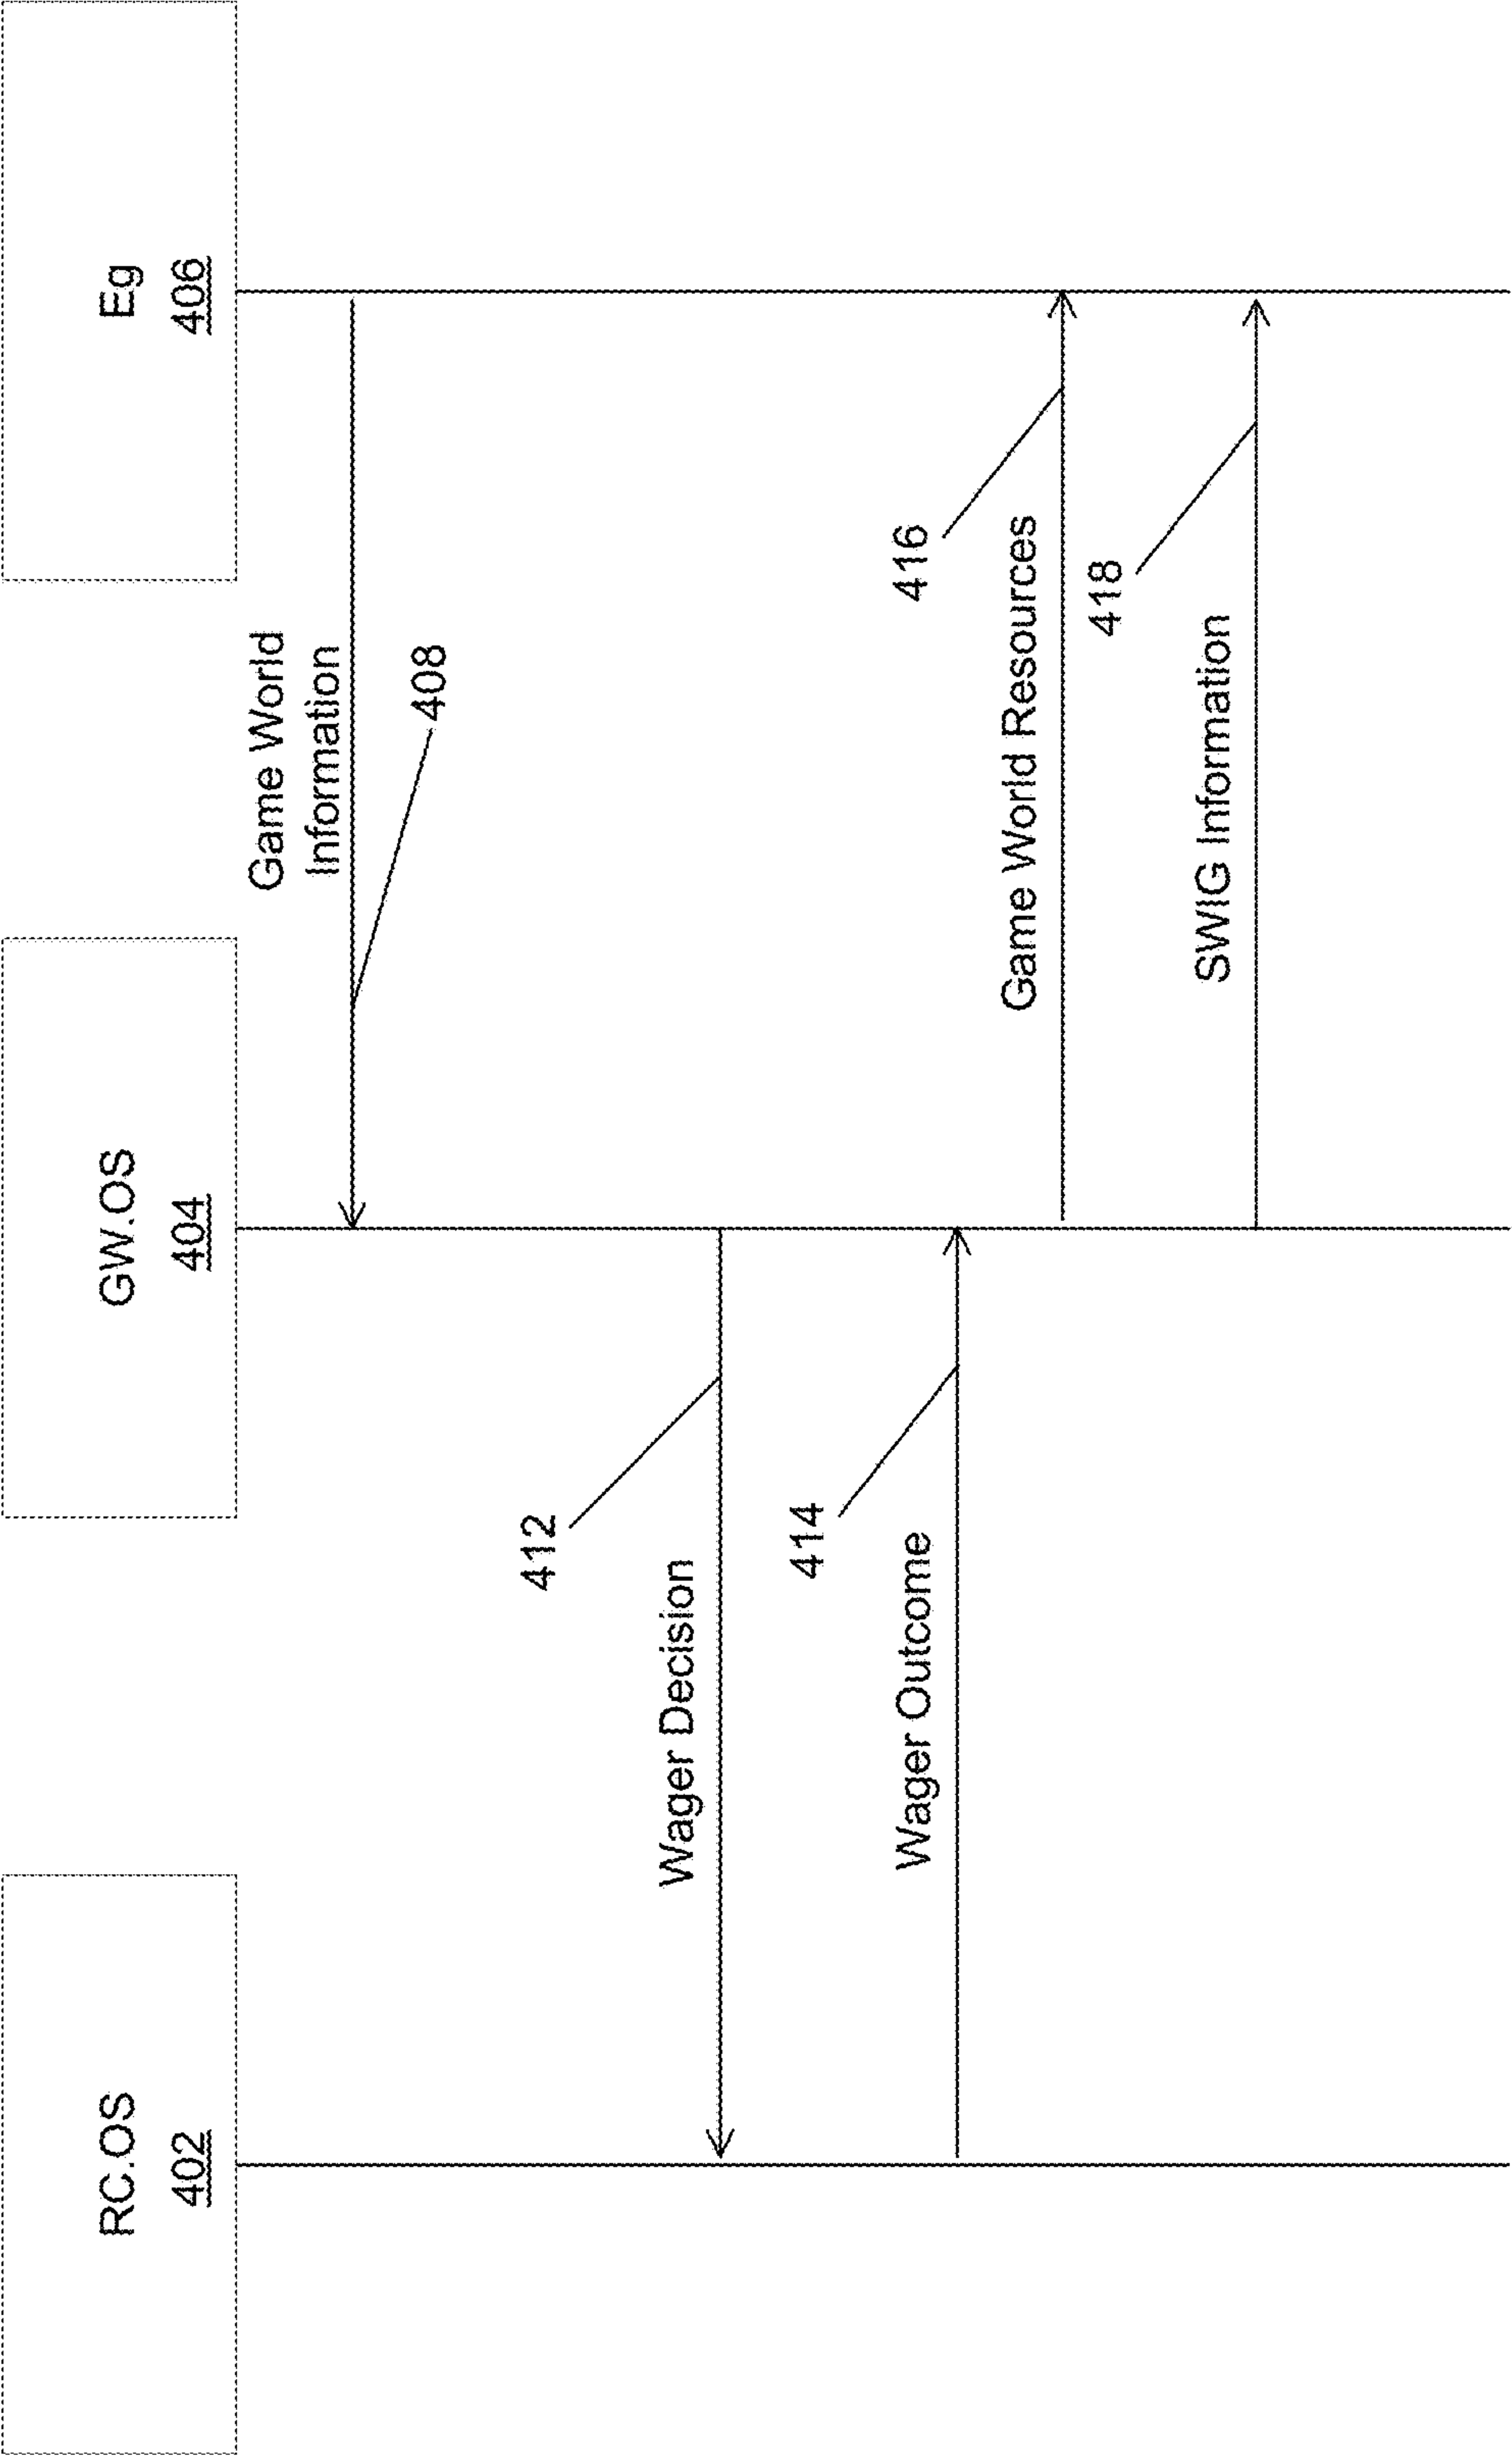 RC.OS
402
GW.OS
404
Eg
406
Game World
Information
408
412
Wager Decision
414
Wager Outcome
416
Game World Resources
418
SWIG Information